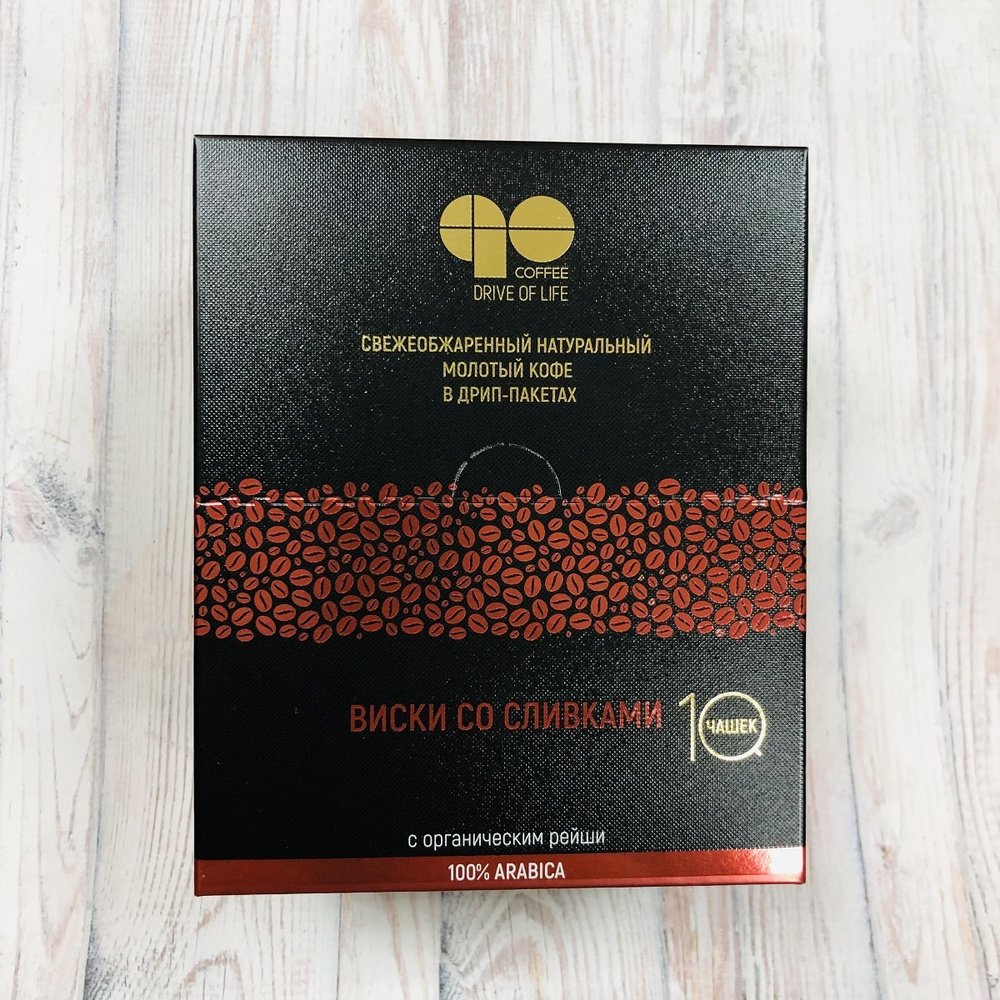 COFFEE
DRIVE OF LIFE
СВЕЖЕОБЖАРЕННЫЙ НАТУРАЛЬНЫЙ
МОЛОТЫЙ КОФЕ
В ДРИП-ПАКЕТАХ
ВИСКИ СО СЛИВКАМИ 10 ЧАШЕК
с органическим рейши
100% ARABICA